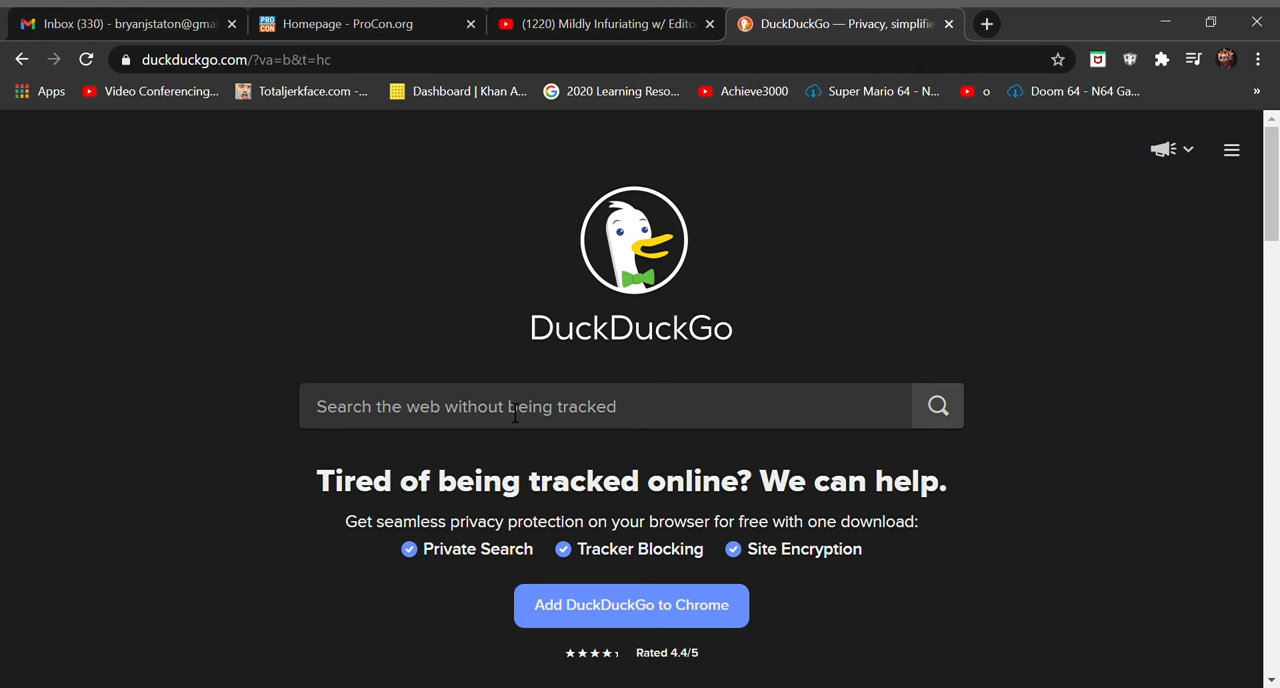 Inbox (330) - bryanjstaton@gmai
PRO CON Homepage - ProCon.org
(1220) Mildly Infuriating w/ Edito
DuckDuckGo — Privacy, simplifie
duckduckgo.com/?va=b&t=hc
Apps
Video Conferencing...
Totaljerkface.com -...
Dashboard | Khan A...
2020 Learning Reso...
Achieve3000
Super Mario 64 - N...
o
Doom 64 - N64 Ga...
»
DuckDuckGo
Search the web without being tracked
Tired of being tracked online? We can help.
Get seamless privacy protection on your browser for free with one download:
Private Search
Tracker Blocking
Site Encryption
Add DuckDuckGo to Chrome
Rated 4.4/5